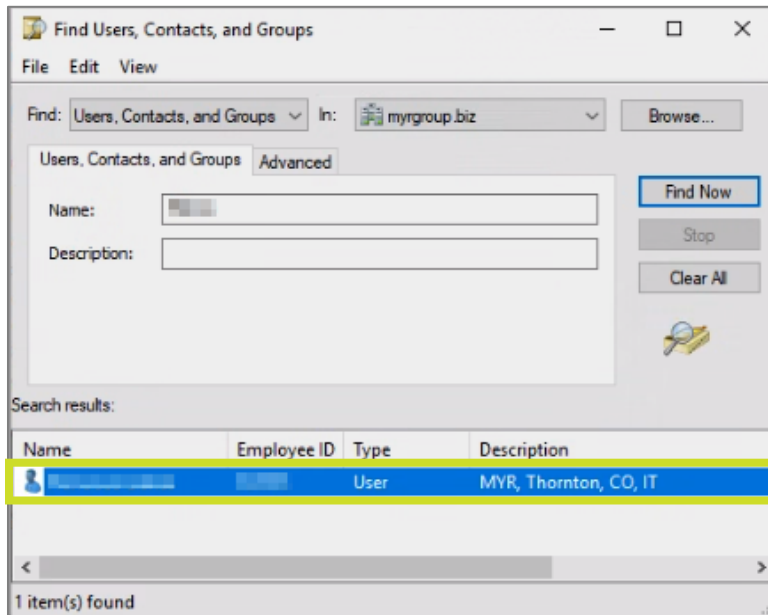 Find Users, Contacts, and Groups
File Edit View
Find: Users, Contacts, and Groups In: myrgroup.biz Browse...
Users, Contacts, and Groups Advanced
Find Now
Name:
Stop
Description:
Clear All
Search results:
Name Employee ID Type Description
User MYR, Thornton, CO, IT
1 item(s) found